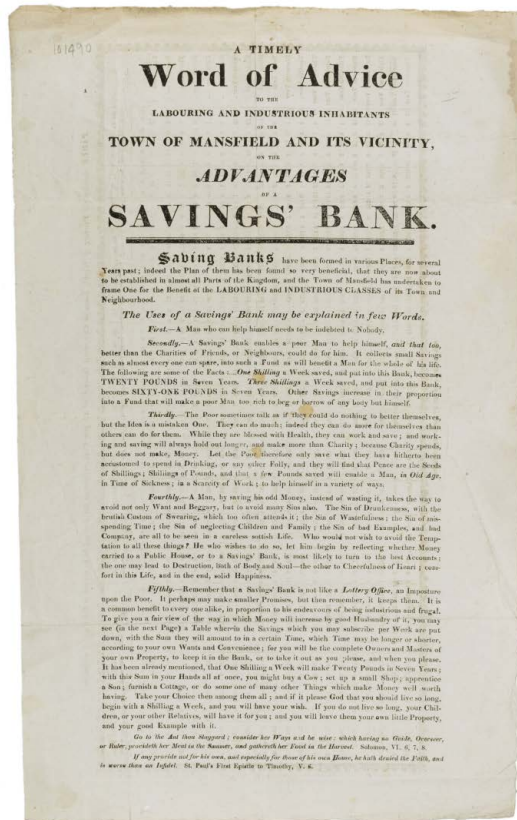 101490
A TIMELY
Word of Advice
TO THE
LABOURING AND INDUSTRIOUS INHABITANTS
OF THE
TOWN OF MANSFIELD AND ITS VICINITY,
ON THE
ADVANTAGES
OF A
SAVINGS' BANK.
Saving Banks have been formed in various Places, for several
Years past; indeed the Plan of them has been found so very beneficial, that they are now about
to be established in almost all Parts of the Kingdom, and the Town of Mansfield has undertaken to
frame One for the Benefit of the LABOURING and INDUSTRIOUS CLASSES of its Town and
Neighbourhood.
The Uses of a Savings' Bank may be explained in few Words.
First.—A Man who can help himself needs to be indebted to Nobody.
Secondly.—A Savings' Bank enables a poor Man to help himself, and that too,
better than the Charities of Friends, or Neighbours, could do for him. It collects small Savings
such as almost every one can spare, into such a Fund as will benefit a Man for the whole of his life.
The following are some of the Facts: One Shilling a Week saved, and put into this Bank, becomes
TWENTY POUNDS in Seven Years. Three Shillings a Week saved, and put into this Bank,
becomes SIXTY-ONE POUNDS in Seven Years. Other Savings increase in their proportion
into a Fund that will make a poor Man too rich to beg or borrow of any body but himself.
Thirdly.—The Poor sometimes talk as if they could do nothing to better themselves,
but the Idea is a mistaken One. They can do much; indeed they can do more for themselves than
others can do for them. While they are blessed with Health, they can work and save; and work-
ing and saving will always hold out longer, and make more than Charity; because Charity spends,
but does not make, Money. Let the Poor therefore only save what they have hitherto been
accustomed to spend in Drinking, or any other Folly, and they will find that Pence are the Seeds
of Shillings; Shillings of Pounds, and that a few Pounds saved will enable a Man, in Old Age,
in Time of Sickness; in a Scarcity of Work; to help himself in a variety of ways.
Fourthly.—A Man, by saving his odd Money, instead of wasting it, takes the way to
avoid not only Want and Beggary, but to avoid many Sins also. The Sin of Drunkenness, with the
brutish Custom of Swearing, which too often attends it; the Sin of Wastefulness; the Sin of mis-
spending Time; the Sin of neglecting Children and Family; the Sin of bad Examples, and bad
Company, are all to be seen in a careless sottish Life. Who would not wish to avoid the Temp-
tation to all these things? He who wishes to do so, let him begin by reflecting whether Money
carried to a Public House, or to a Savings' Bank, is most likely to turn to the best Account;
the one may lead to Destruction, both of Body and Soul—the other to Cheerfulness of Heart; com-
fort in this Life, and in the end, solid Happiness.
Fifthly.—Remember that a Savings' Bank is not like a Lottery Office, an Imposture
upon the Poor. It perhaps may make smaller Promises, but then remember, it keeps them. It is
a common benefit to every one alike, in proportion to his endeavours of being industrious and frugal.
To give you a fair view of the way in which Money will increase by good Husbandry of it, you may
see (in the next Page) a Table wherein the Savings which you may subscribe per Week are put
down, with the Sum they will amount to in a certain Time, which Time may be longer or shorter,
according to your own Wants and Convenience; for you will be the complete Owners and Masters of
your own Property, to keep it in the Bank, or to take it out as you please, and when you please.
It has been already mentioned, that One Shilling a Week will make Twenty Pounds in Seven Years;
with this Sum in your Hands all at once, you might buy a Cow; set up a small Shop; apprentice
a Son; furnish a Cottage, or do some one of many other Things which make Money well worth
having. Take your Choice then among them all; and if it please God that you should live so long,
begin with a Shilling a Week, and you will have your wish. If you do not live so long, your Chil-
dren, or your other Relatives, will have it for you; and you will leave them your own little Property,
and your good Example with it.
Go to the Ant thou Sluggard; consider her Ways and be wise: which having no Guide, Overseer,
or Ruler, provideth her Meat in the Summer, and gathereth her Food in the Harvest. Solomon, VI. 6, 7, 8.
If any provide not for his own, and especially for those of his own House, he hath denied the Faith, and
is worse than an Infidel. St. Paul's First Epistle to Timothy, V. 8.